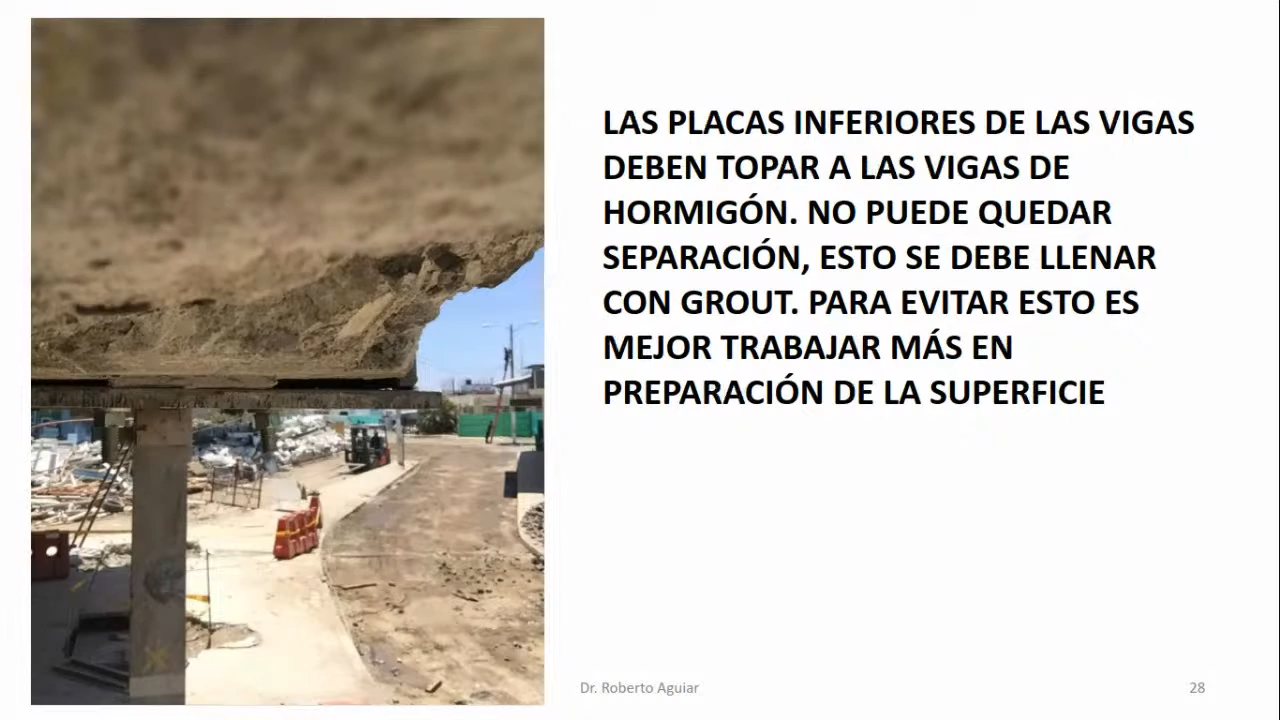 LAS PLACAS INFERIORES DE LAS VIGAS
DEBEN TOPAR A LAS VIGAS DE
HORMIGÓN. NO PUEDE QUEDAR
SEPARACIÓN, ESTO SE DEBE LLENAR
CON GROUT. PARA EVITAR ESTO ES
MEJOR TRABAJAR MÁS EN
PREPARACIÓN DE LA SUPERFICIE
Dr. Roberto Aguiar
28